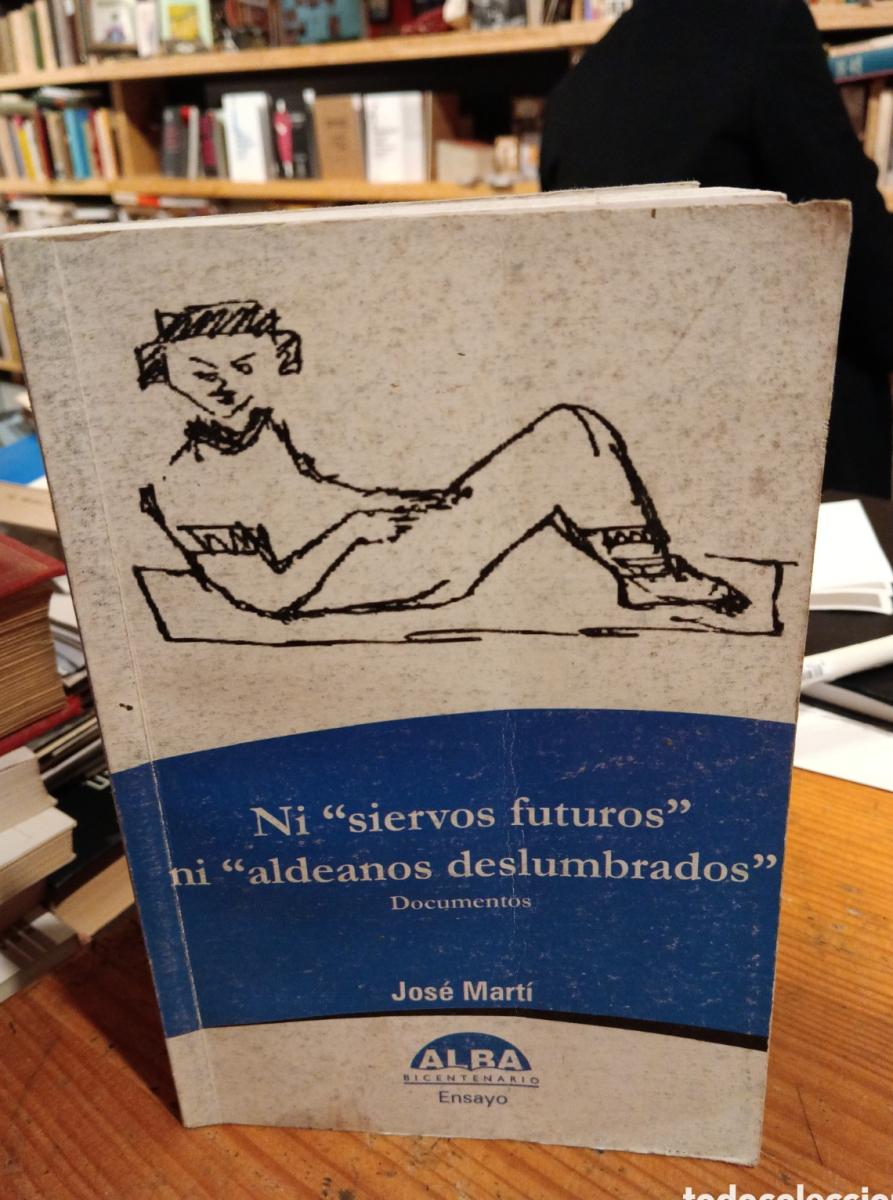 Ni “siervos futuros”
ni “aldeanos deslumbrados”
Documentos
José Martí
ALBA
BICENTENARIO
Ensayo